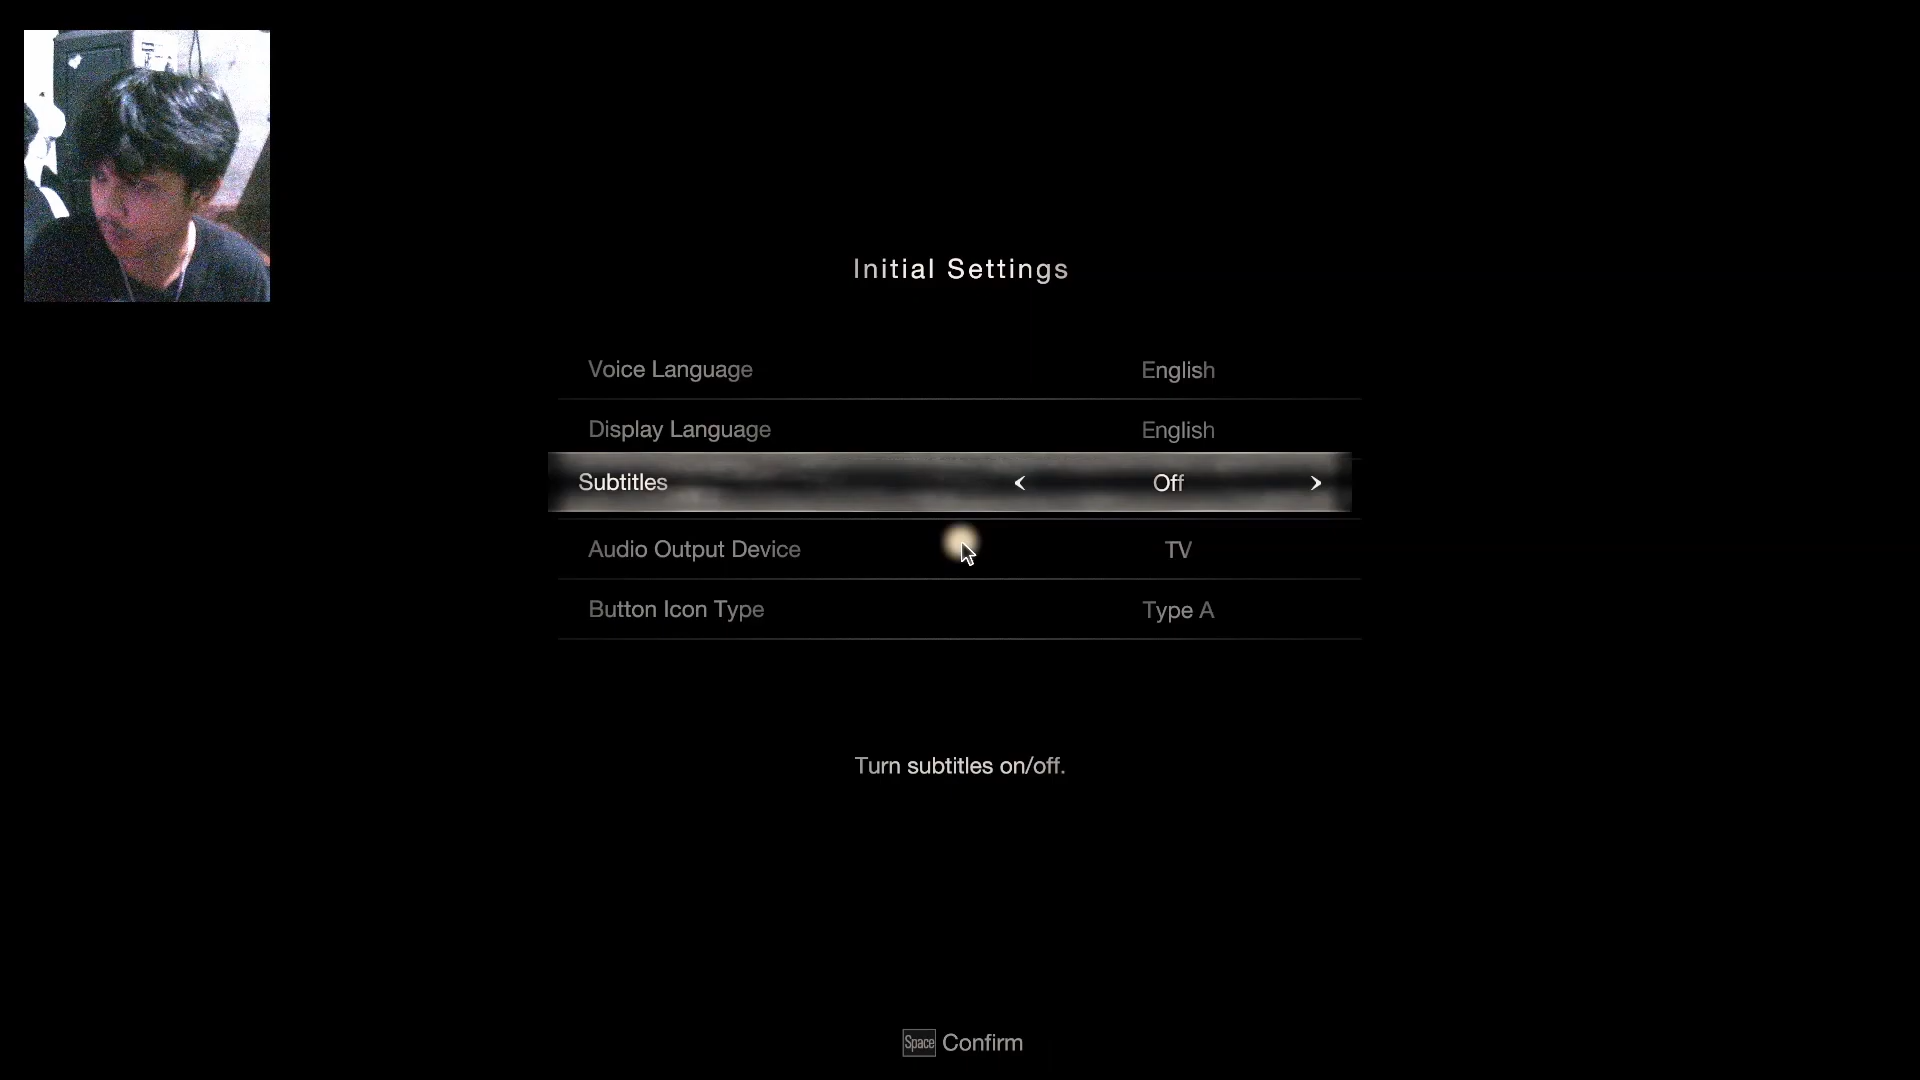 Initial Settings
Voice Language English
Display Language English
Subtitles < Off >
Audio Output Device TV
Button Icon Type Type A
Turn subtitles on/off.
Space Confirm